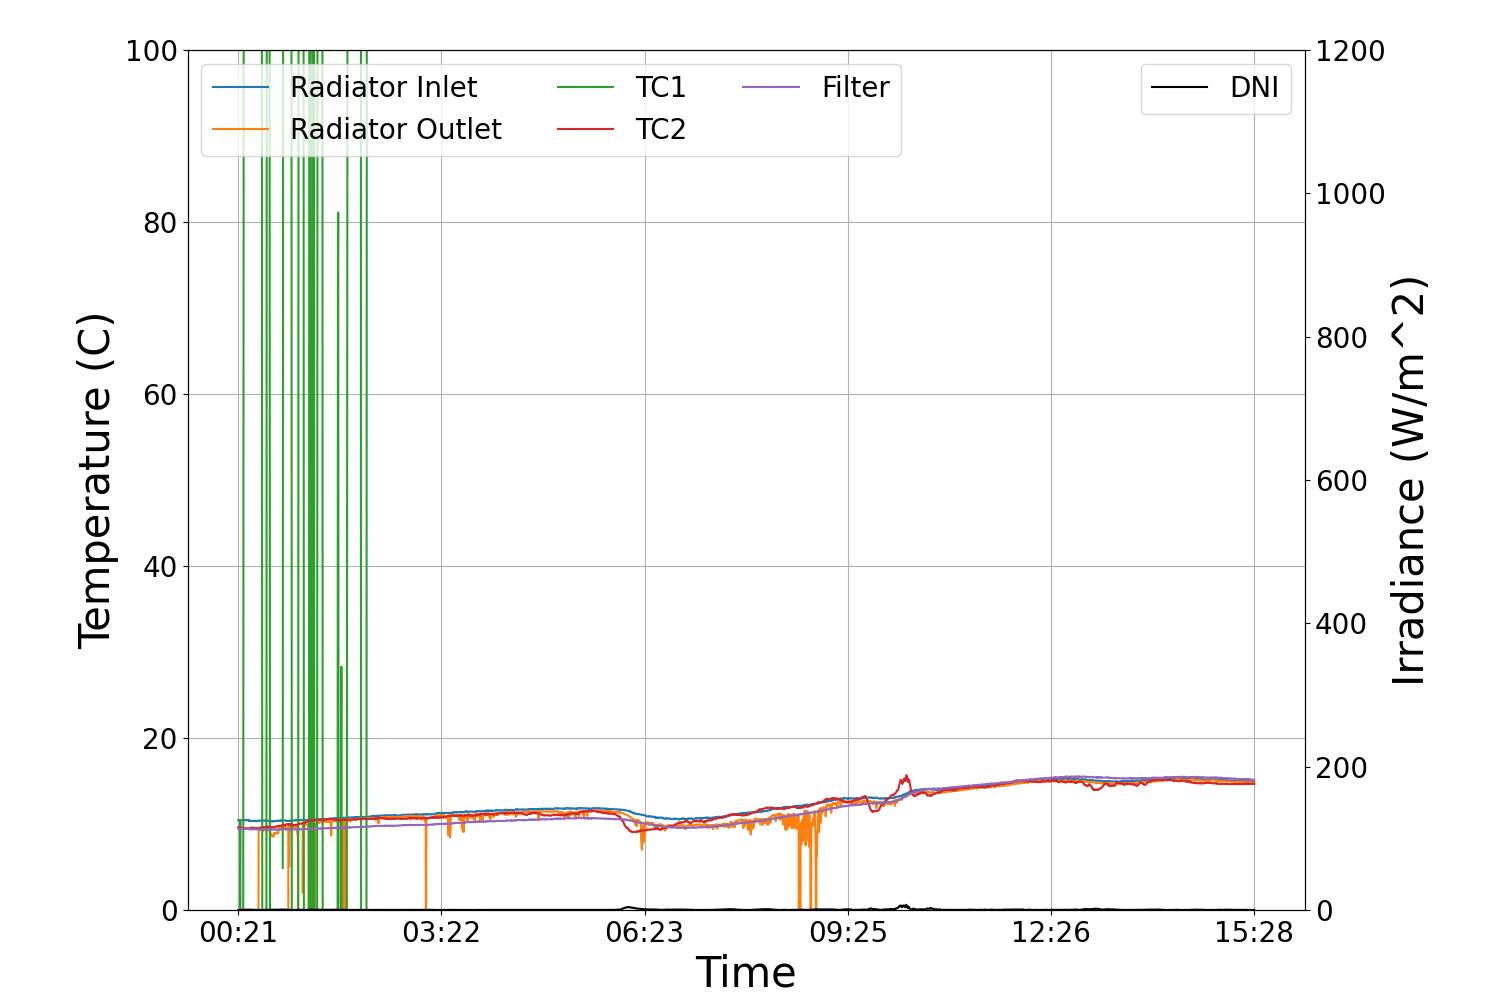 100
80
60
40
20
0
Temperature (C)
Radiator Inlet
Radiator Outlet
TC1
TC2
Filter
DNI
1200
1000
800
600
400
200
0
Irradiance (W/m^2)
00:21 03:22 06:23 09:25 12:26 15:28
Time